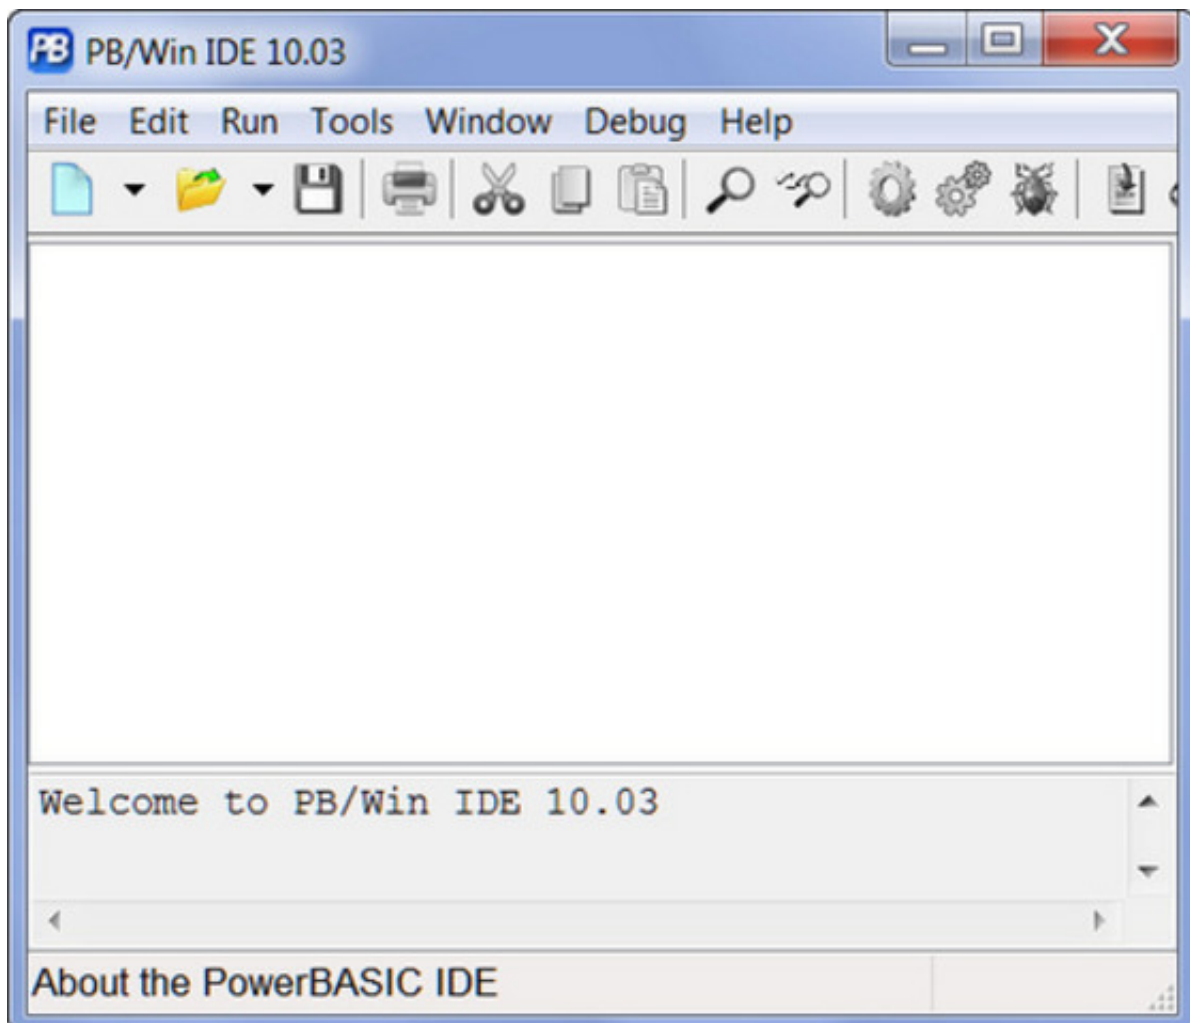 PB PB/Win IDE 10.03
File Edit Run Tools Window Debug Help
Welcome to PB/Win IDE 10.03
About the PowerBASIC IDE